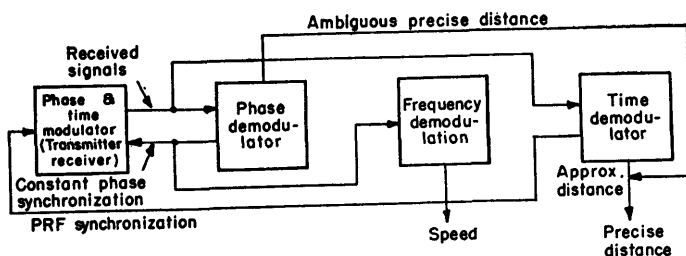 Ambiguous precise distance
Received
signals
Phase &
time
modulator
(Transmitter
receiver)
Phase
demodu-
lator
Frequency
demodu-
lation
Time
demodu-
lator
Constant phase
synchronization
PRF synchronization
Approx.
distance
Speed
Precise
distance